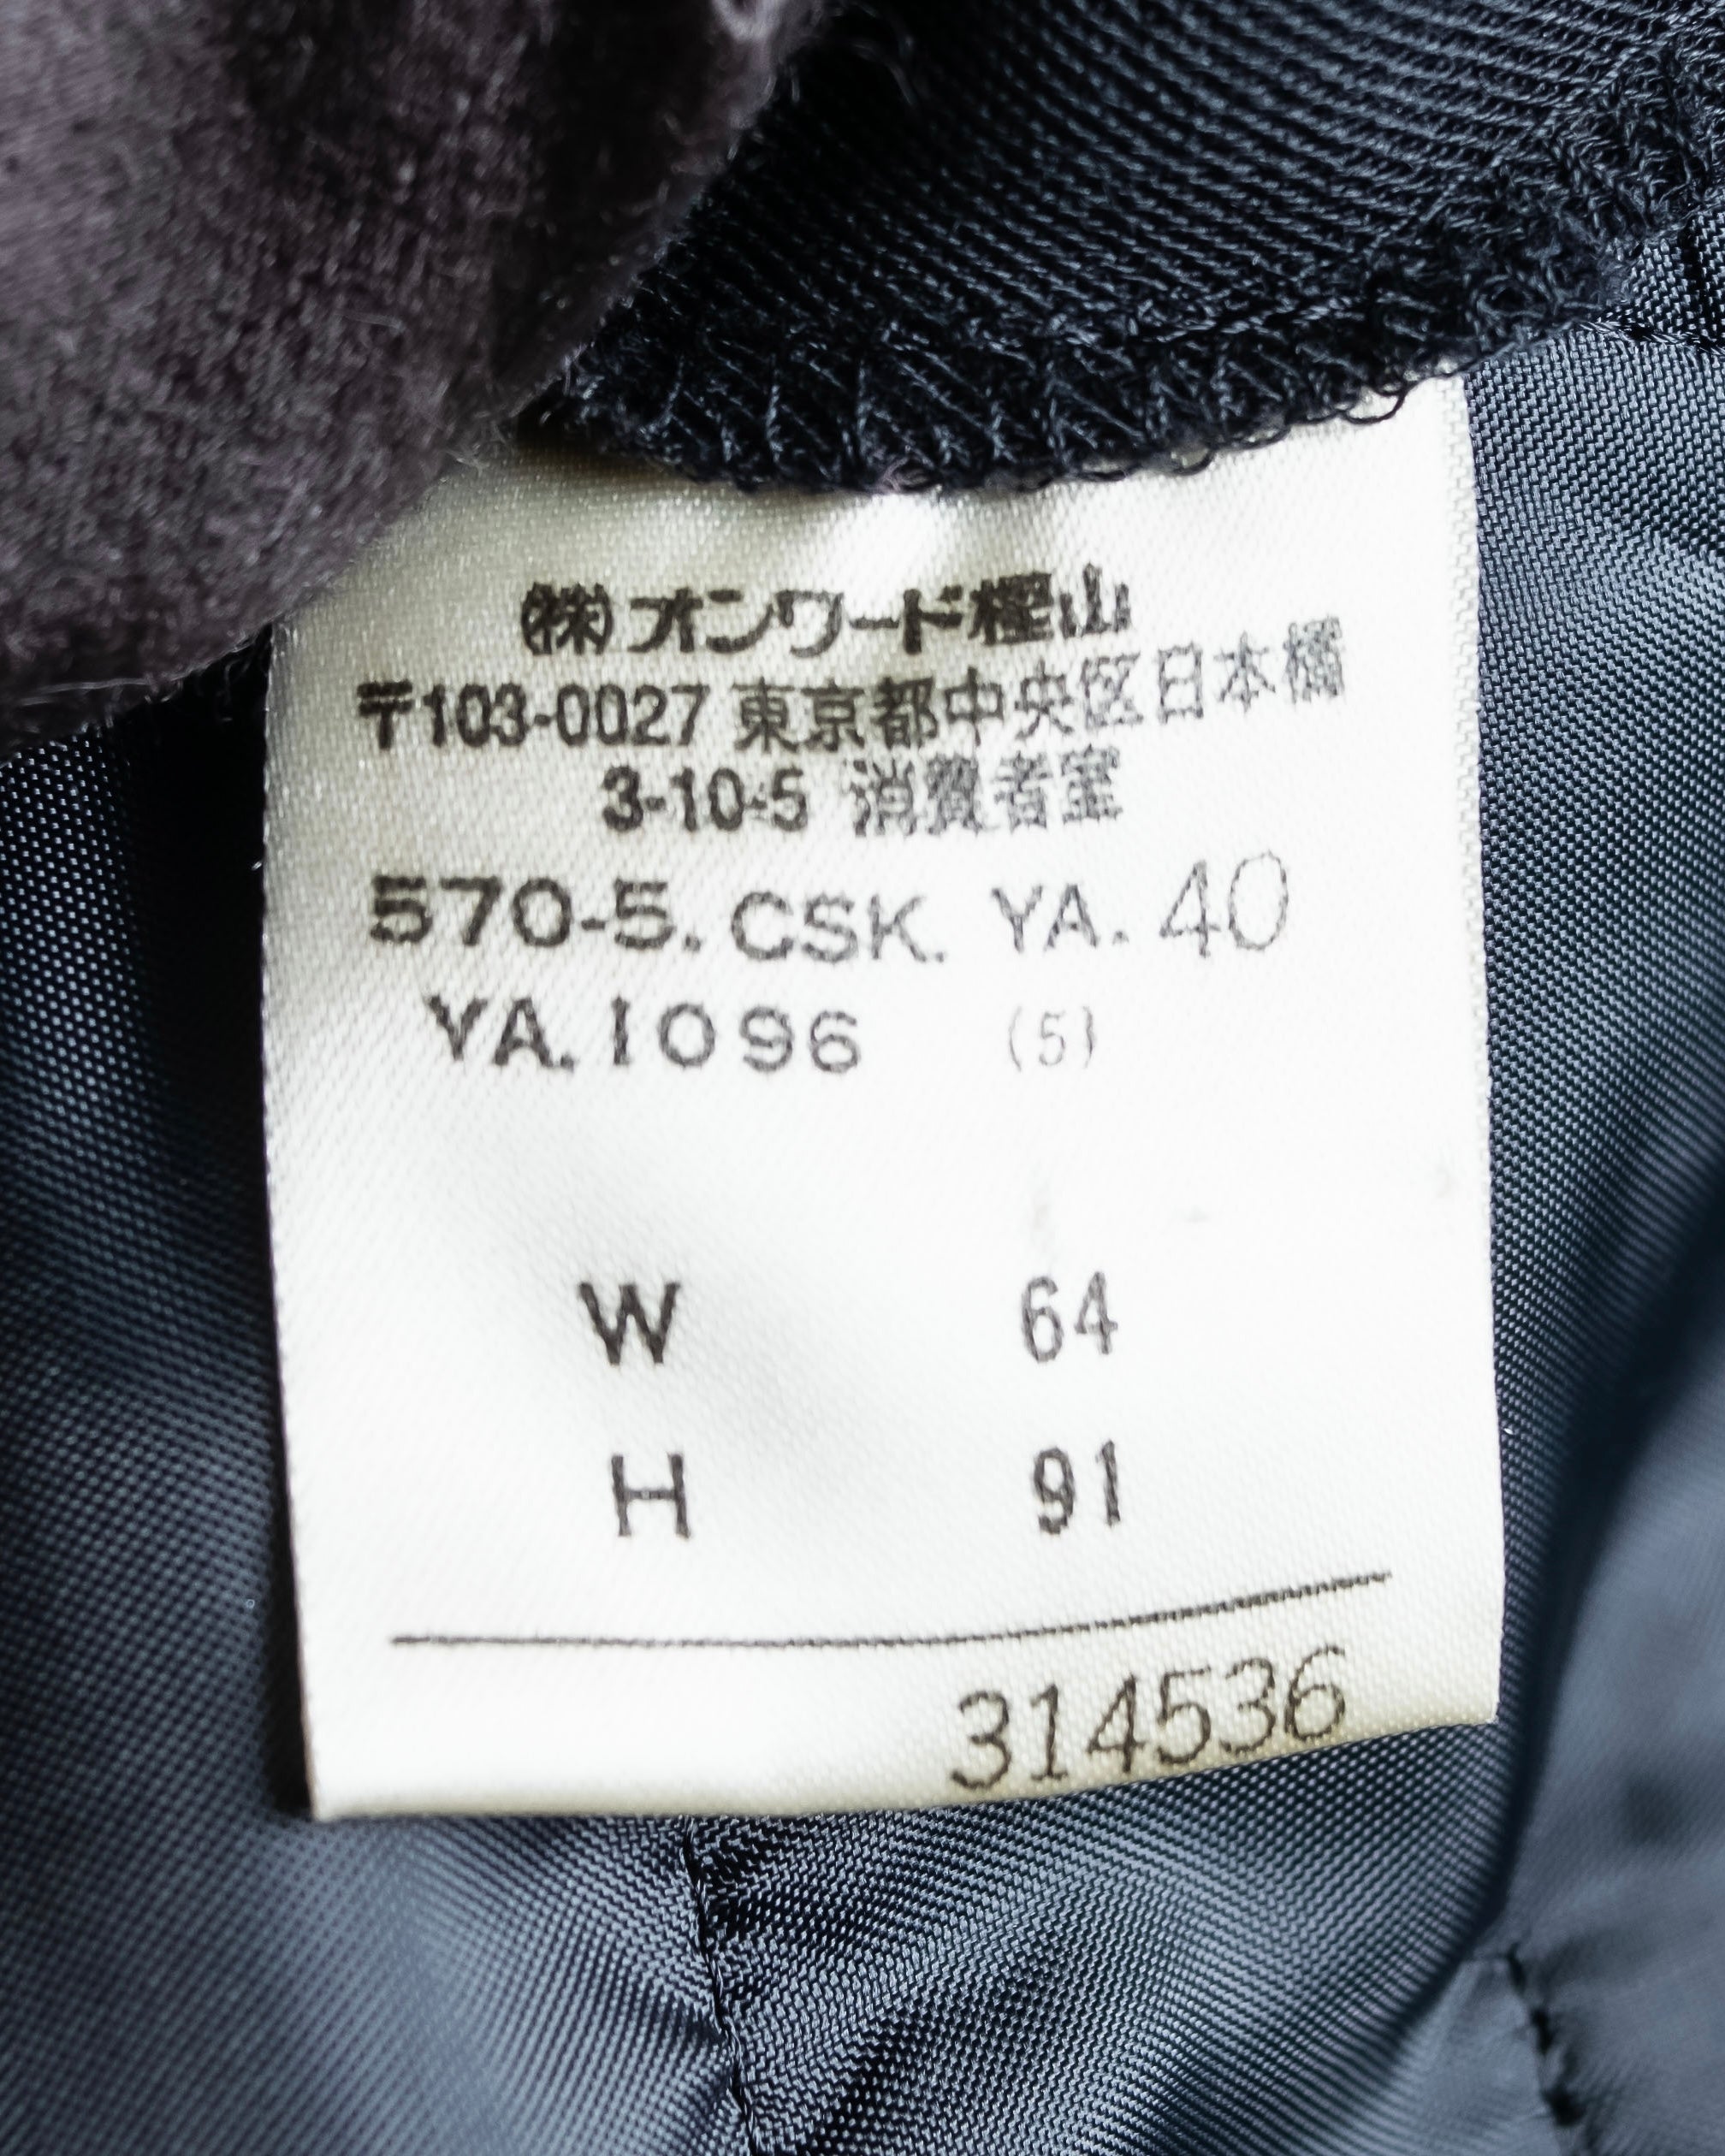 ㈱オンワード樫山
〒103-0027 東京都中央区日本橋
3-10-5 消費者室
570-5. CSK. YA. 40
YA. 1096 (5)
W 64
H 91
314536